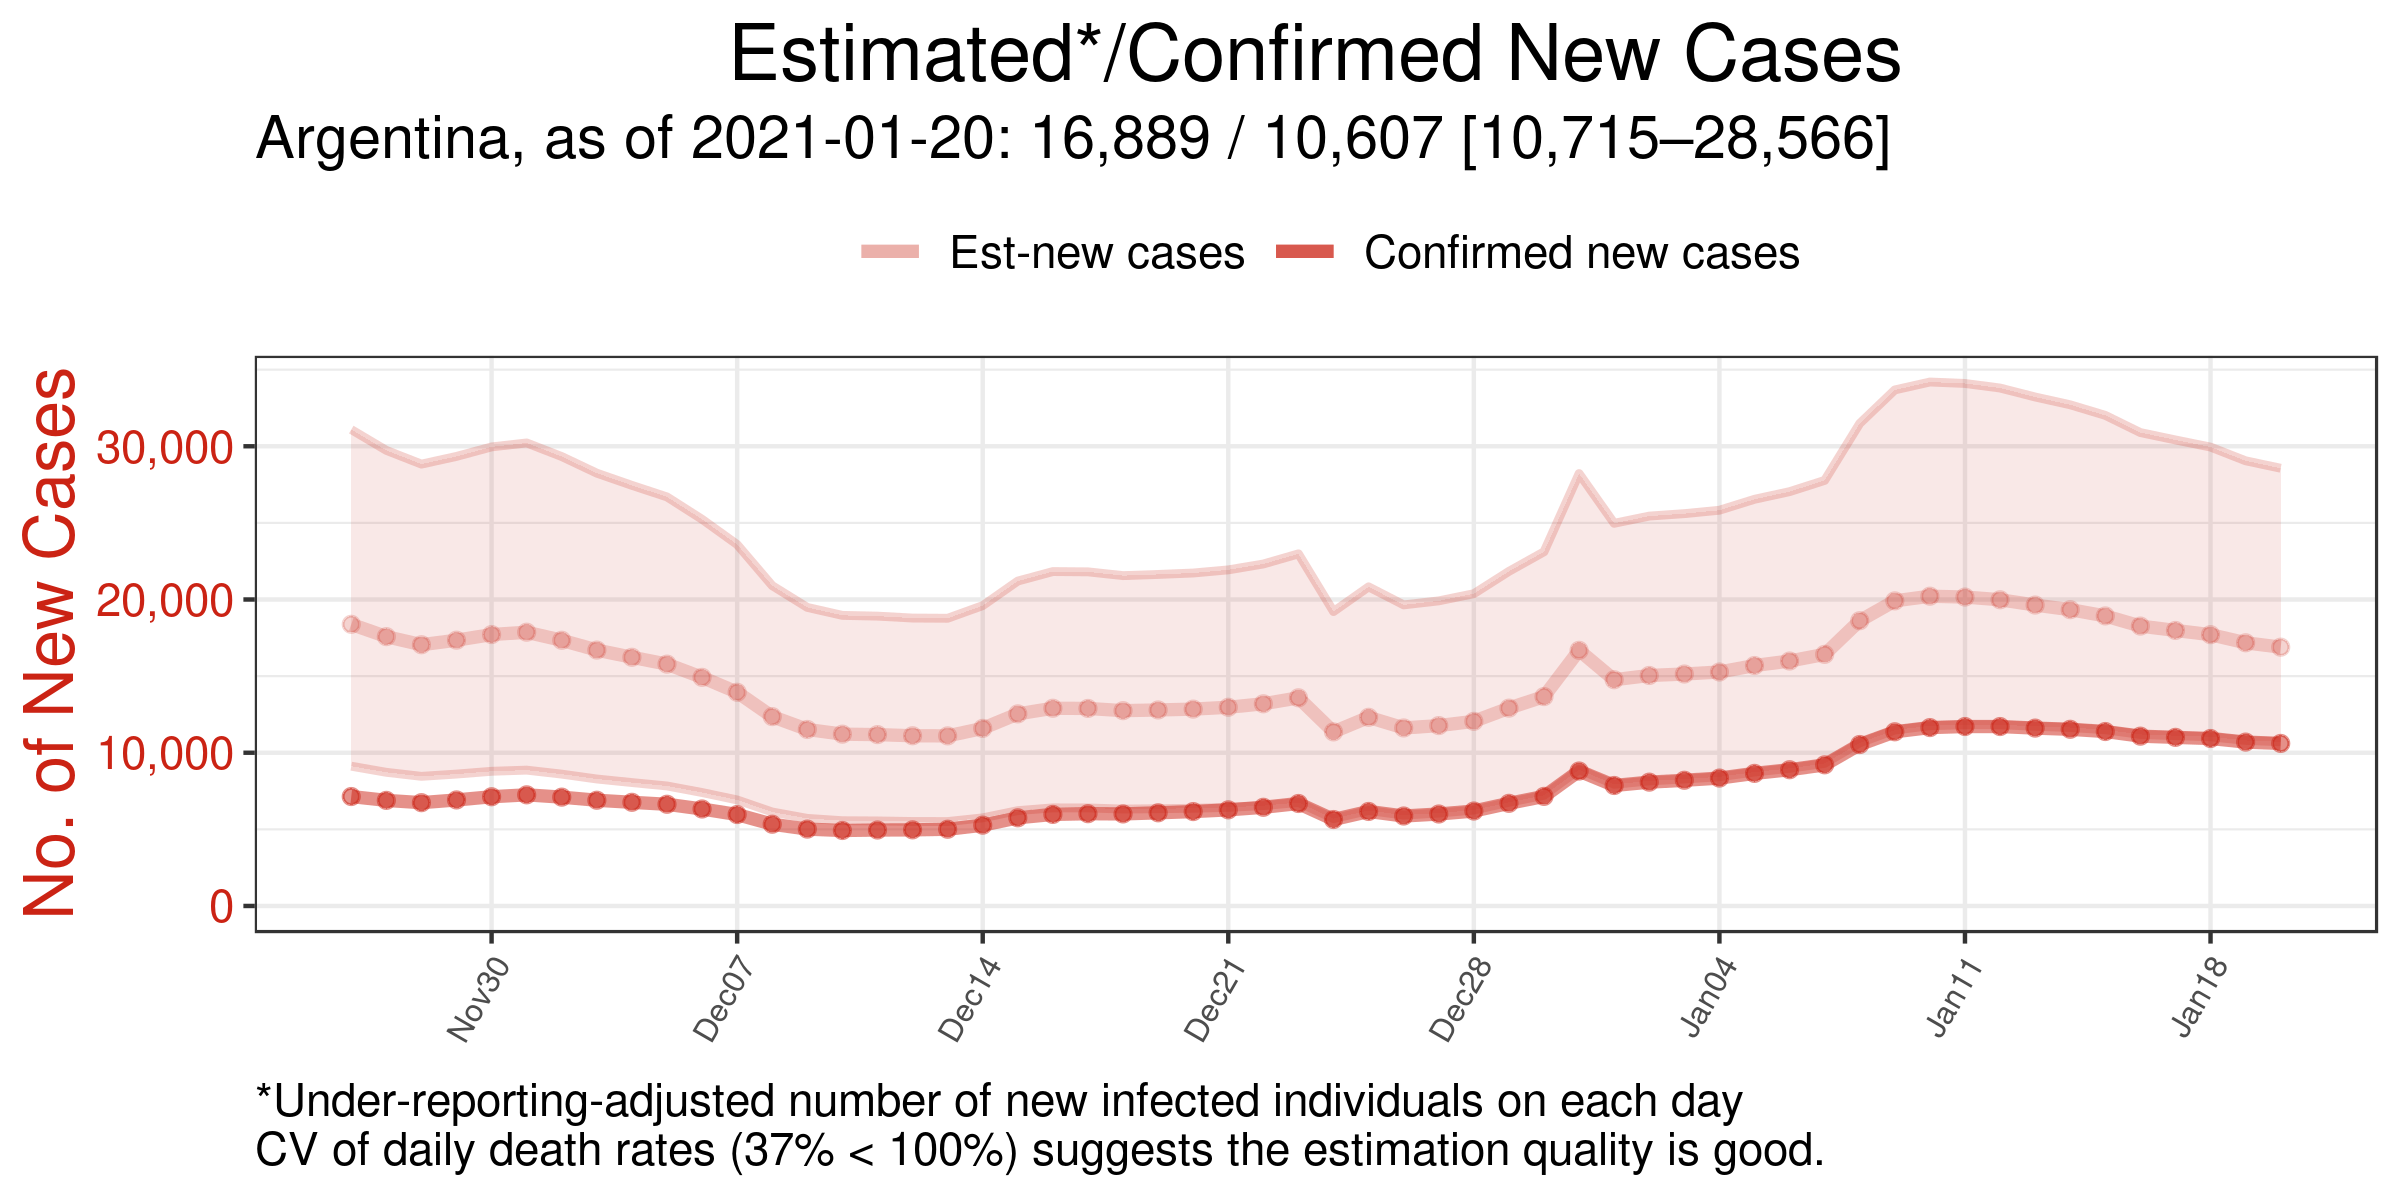 Estimated*/Confirmed New Cases
Argentina, as of 2021-01-20: 16,889 / 10,607 [10,715–28,566]
Est-new cases
Confirmed new cases
No. of New Cases
30,000
20,000
10,000
0
Nov30
Dec07
Dec14
Dec21
Dec28
Jan04
Jan11
Jan18
*Under-reporting-adjusted number of new infected individuals on each day
CV of daily death rates (37% < 100%) suggests the estimation quality is good.